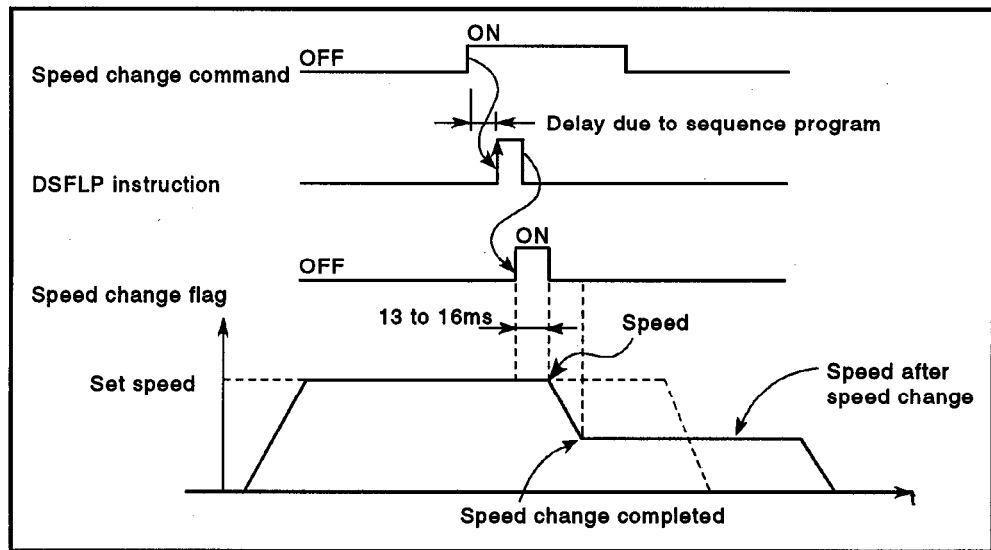 ON
OFF
Speed change command
Delay due to sequence program
DSFLP instruction
ON
OFF
Speed change flag
13 to 16ms
Speed
Set speed
Speed after
speed change
t
Speed change completed